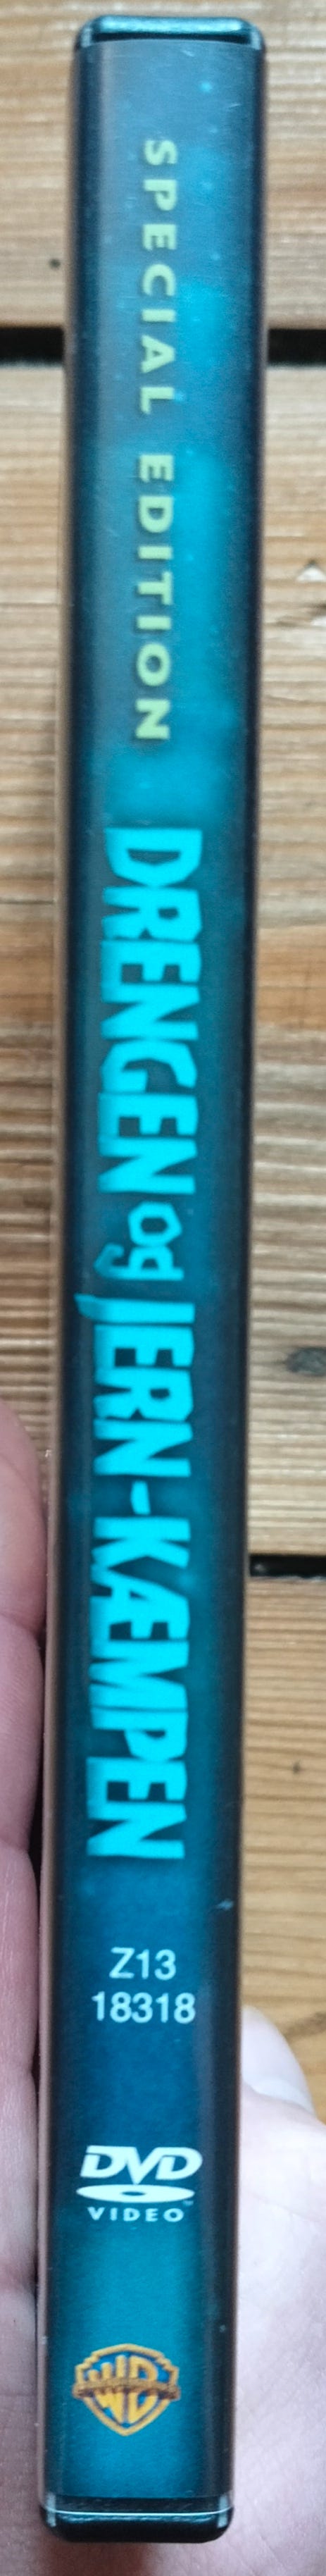 SPECIAL EDITION
DRENGEN og JERN-KÆMPEN
Z13
18318
DVD
VIDEO
WB